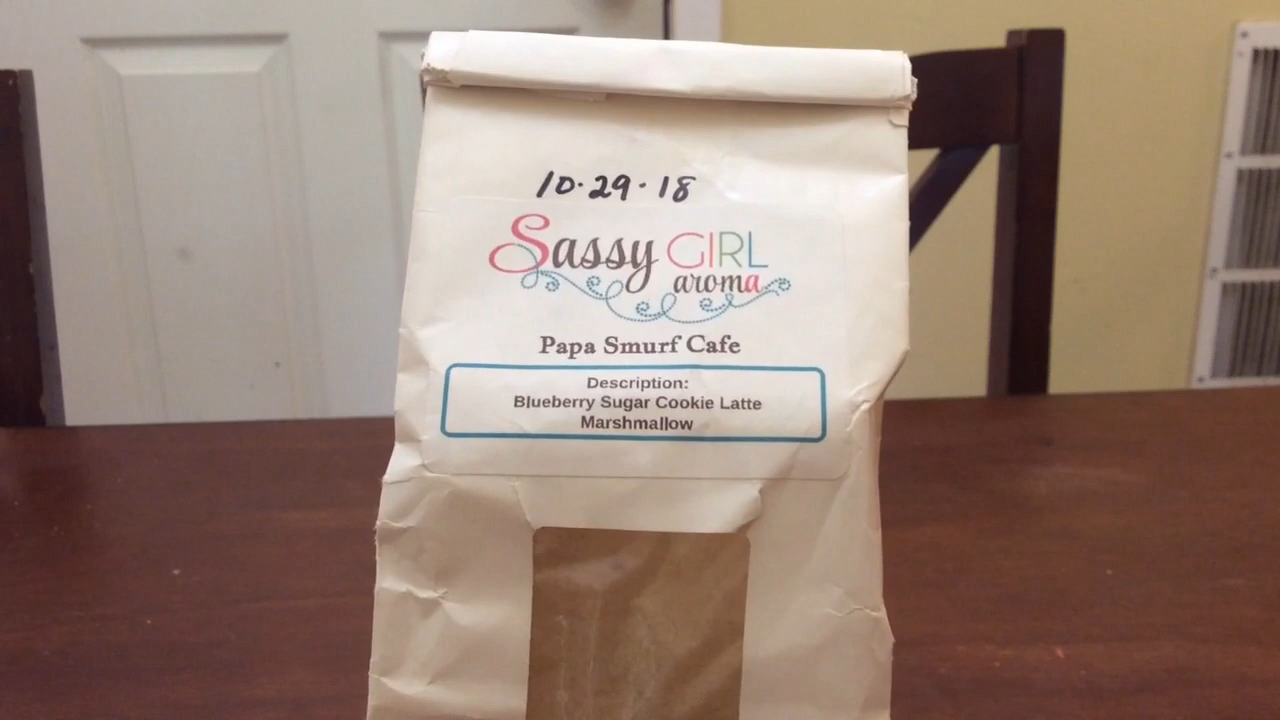 10·29·18
Sassy GIRL
aroma
Papa Smurf Cafe
Description:
Blueberry Sugar Cookie Latte
Marshmallow